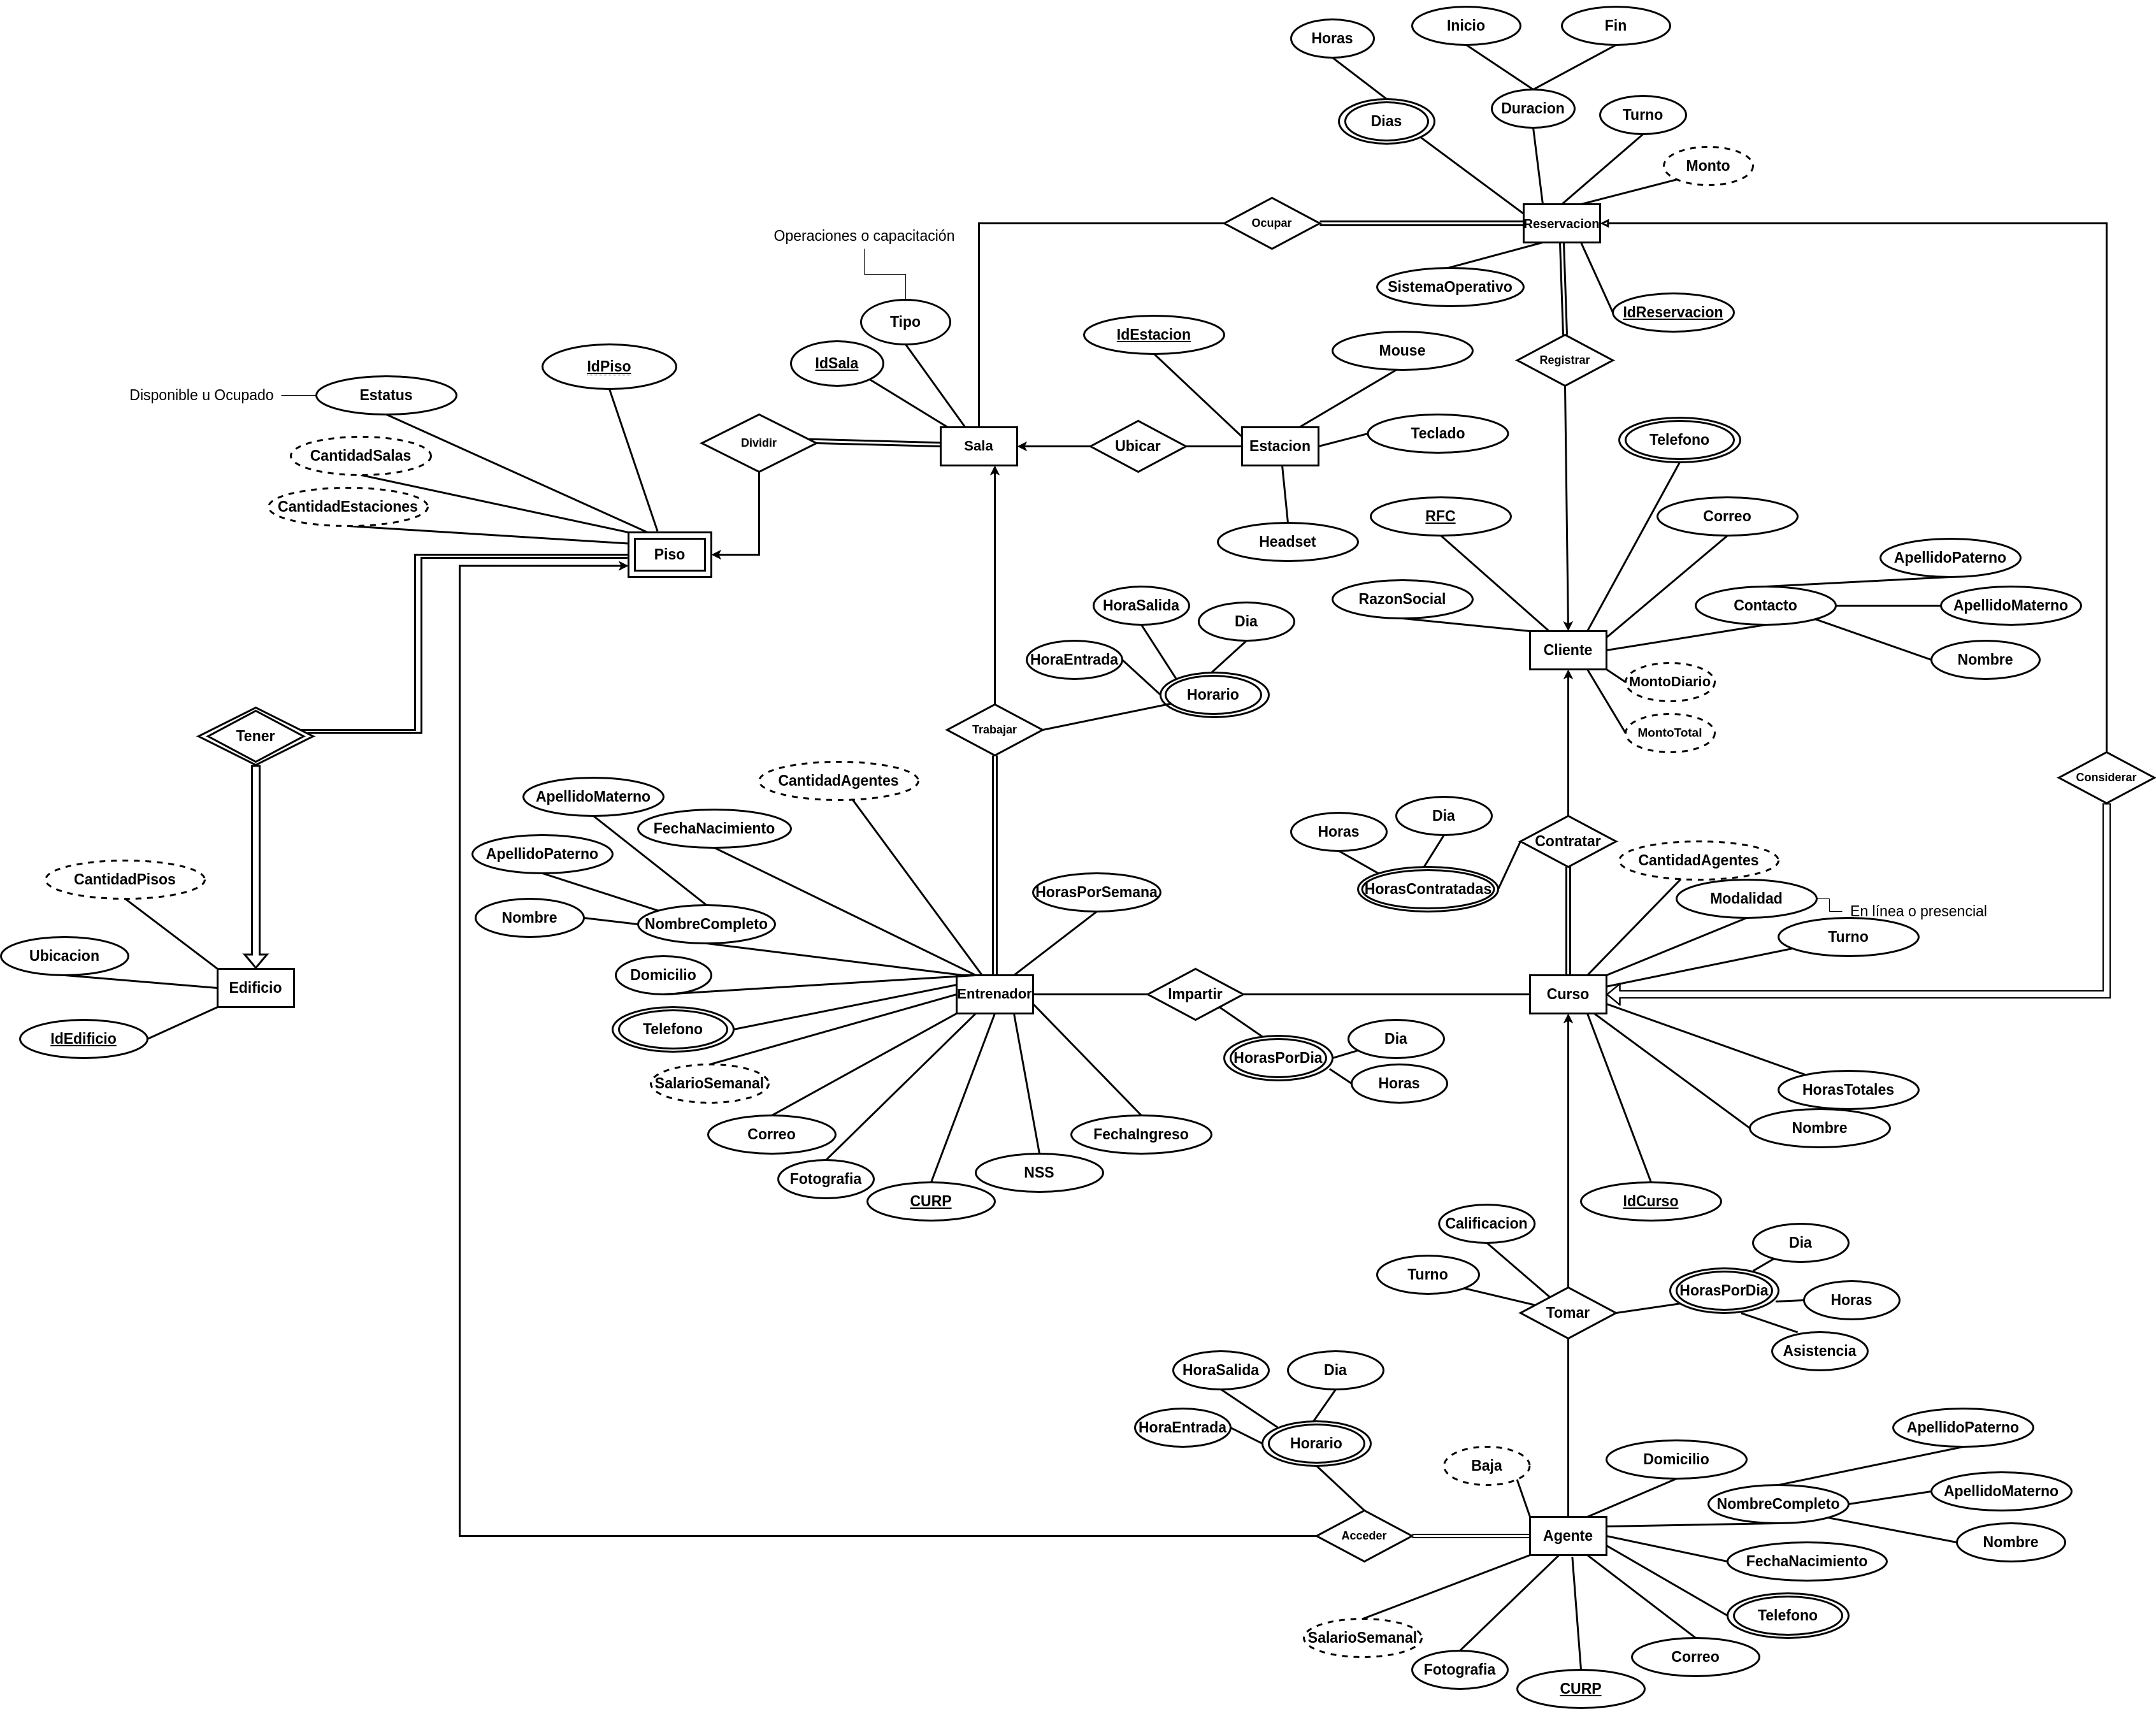 Inicio
Fin
Horas
Duracion
Turno
Dias
Monto
Ocupar
Reservacion
Operaciones o capacitación
SistemaOperativo
IdReservacion
Tipo
IdEstacion
Mouse
IdSala
Registrar
IdPiso
Disponible u Ocupado
Estatus
Teclado
Telefono
Dividir
Sala
Ubicar
Estacion
CantidadSalas
CantidadEstaciones
RFC
Correo
Headset
Piso
ApellidoPaterno
RazonSocial
Contacto
ApellidoMaterno
HoraSalida
Dia
HoraEntrada
Cliente
Nombre
MontoDiario
Horario
Tener
Trabajar
MontoTotal
Considerar
CantidadAgentes
ApellidoMaterno
FechaNacimiento
Dia
Horas
Contratar
ApellidoPaterno
CantidadAgentes
CantidadPisos
HorasPorSemana
HorasContratadas
Modalidad
En línea o presencial
Nombre
NombreCompleto
Turno
Ubicacion
Domicilio
Edificio
Entrenador
Impartir
Curso
Telefono
IdEdificio
Dia
HorasPorDia
SalarioSemanal
Horas
HorasTotales
Correo
FechaIngreso
Nombre
Fotografia
NSS
CURP
IdCurso
Calificacion
Dia
Turno
HorasPorDia
Horas
Tomar
Asistencia
HoraSalida
Dia
HoraEntrada
Horario
ApellidoPaterno
Baja
Domicilio
NombreCompleto
ApellidoMaterno
Acceder
Agente
Nombre
FechaNacimiento
Telefono
SalarioSemanal
Correo
Fotografia
CURP